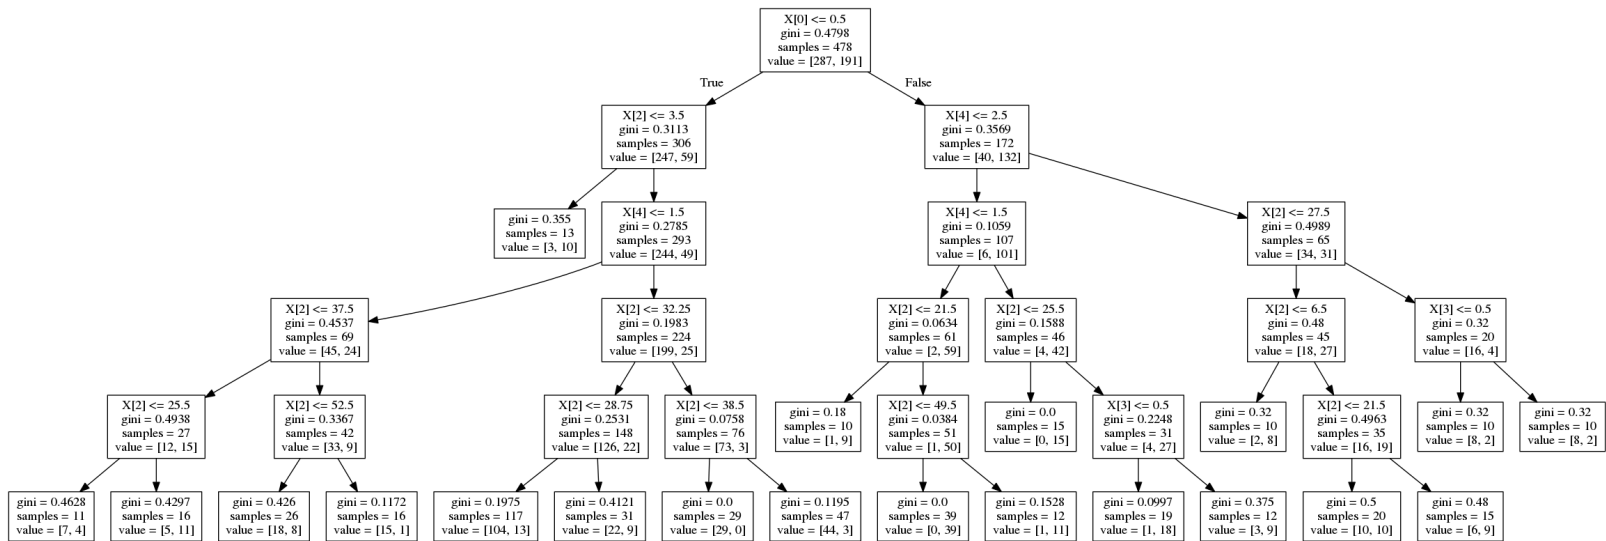 X[0] <= 0.5
gini = 0.4798
samples = 478
value = [287, 191]
True
False
X[2] <= 3.5
gini = 0.3113
samples = 306
value = [247, 59]
X[4] <= 2.5
gini = 0.3569
samples = 172
value = [40, 132]
gini = 0.355
samples = 13
value = [3, 10]
X[4] <= 1.5
gini = 0.2785
samples = 293
value = [244, 49]
X[4] <= 1.5
gini = 0.1059
samples = 107
value = [6, 101]
X[2] <= 27.5
gini = 0.4989
samples = 65
value = [34, 31]
X[2] <= 37.5
gini = 0.4537
samples = 69
value = [45, 24]
X[2] <= 32.25
gini = 0.1983
samples = 224
value = [199, 25]
X[2] <= 21.5
gini = 0.0634
samples = 61
value = [2, 59]
X[2] <= 25.5
gini = 0.1588
samples = 46
value = [4, 42]
X[2] <= 6.5
gini = 0.48
samples = 45
value = [18, 27]
X[3] <= 0.5
gini = 0.32
samples = 20
value = [16, 4]
X[2] <= 25.5
gini = 0.4938
samples = 27
value = [12, 15]
X[2] <= 52.5
gini = 0.3367
samples = 42
value = [33, 9]
X[2] <= 28.75
gini = 0.2531
samples = 148
value = [126, 22]
X[2] <= 38.5
gini = 0.0758
samples = 76
value = [73, 3]
gini = 0.18
samples = 10
value = [1, 9]
X[2] <= 49.5
gini = 0.0384
samples = 51
value = [1, 50]
gini = 0.0
samples = 15
value = [0, 15]
X[3] <= 0.5
gini = 0.2248
samples = 31
value = [4, 27]
gini = 0.32
samples = 10
value = [2, 8]
X[2] <= 21.5
gini = 0.4963
samples = 35
value = [16, 19]
gini = 0.32
samples = 10
value = [8, 2]
gini = 0.32
samples = 10
value = [8, 2]
gini = 0.4628
samples = 11
value = [7, 4]
gini = 0.4297
samples = 16
value = [5, 11]
gini = 0.426
samples = 26
value = [18, 8]
gini = 0.1172
samples = 16
value = [15, 1]
gini = 0.1975
samples = 117
value = [104, 13]
gini = 0.4121
samples = 31
value = [22, 9]
gini = 0.0
samples = 29
value = [29, 0]
gini = 0.1195
samples = 47
value = [44, 3]
gini = 0.0
samples = 39
value = [0, 39]
gini = 0.1528
samples = 12
value = [1, 11]
gini = 0.0997
samples = 19
value = [1, 18]
gini = 0.375
samples = 12
value = [3, 9]
gini = 0.5
samples = 20
value = [10, 10]
gini = 0.48
samples = 15
value = [6, 9]